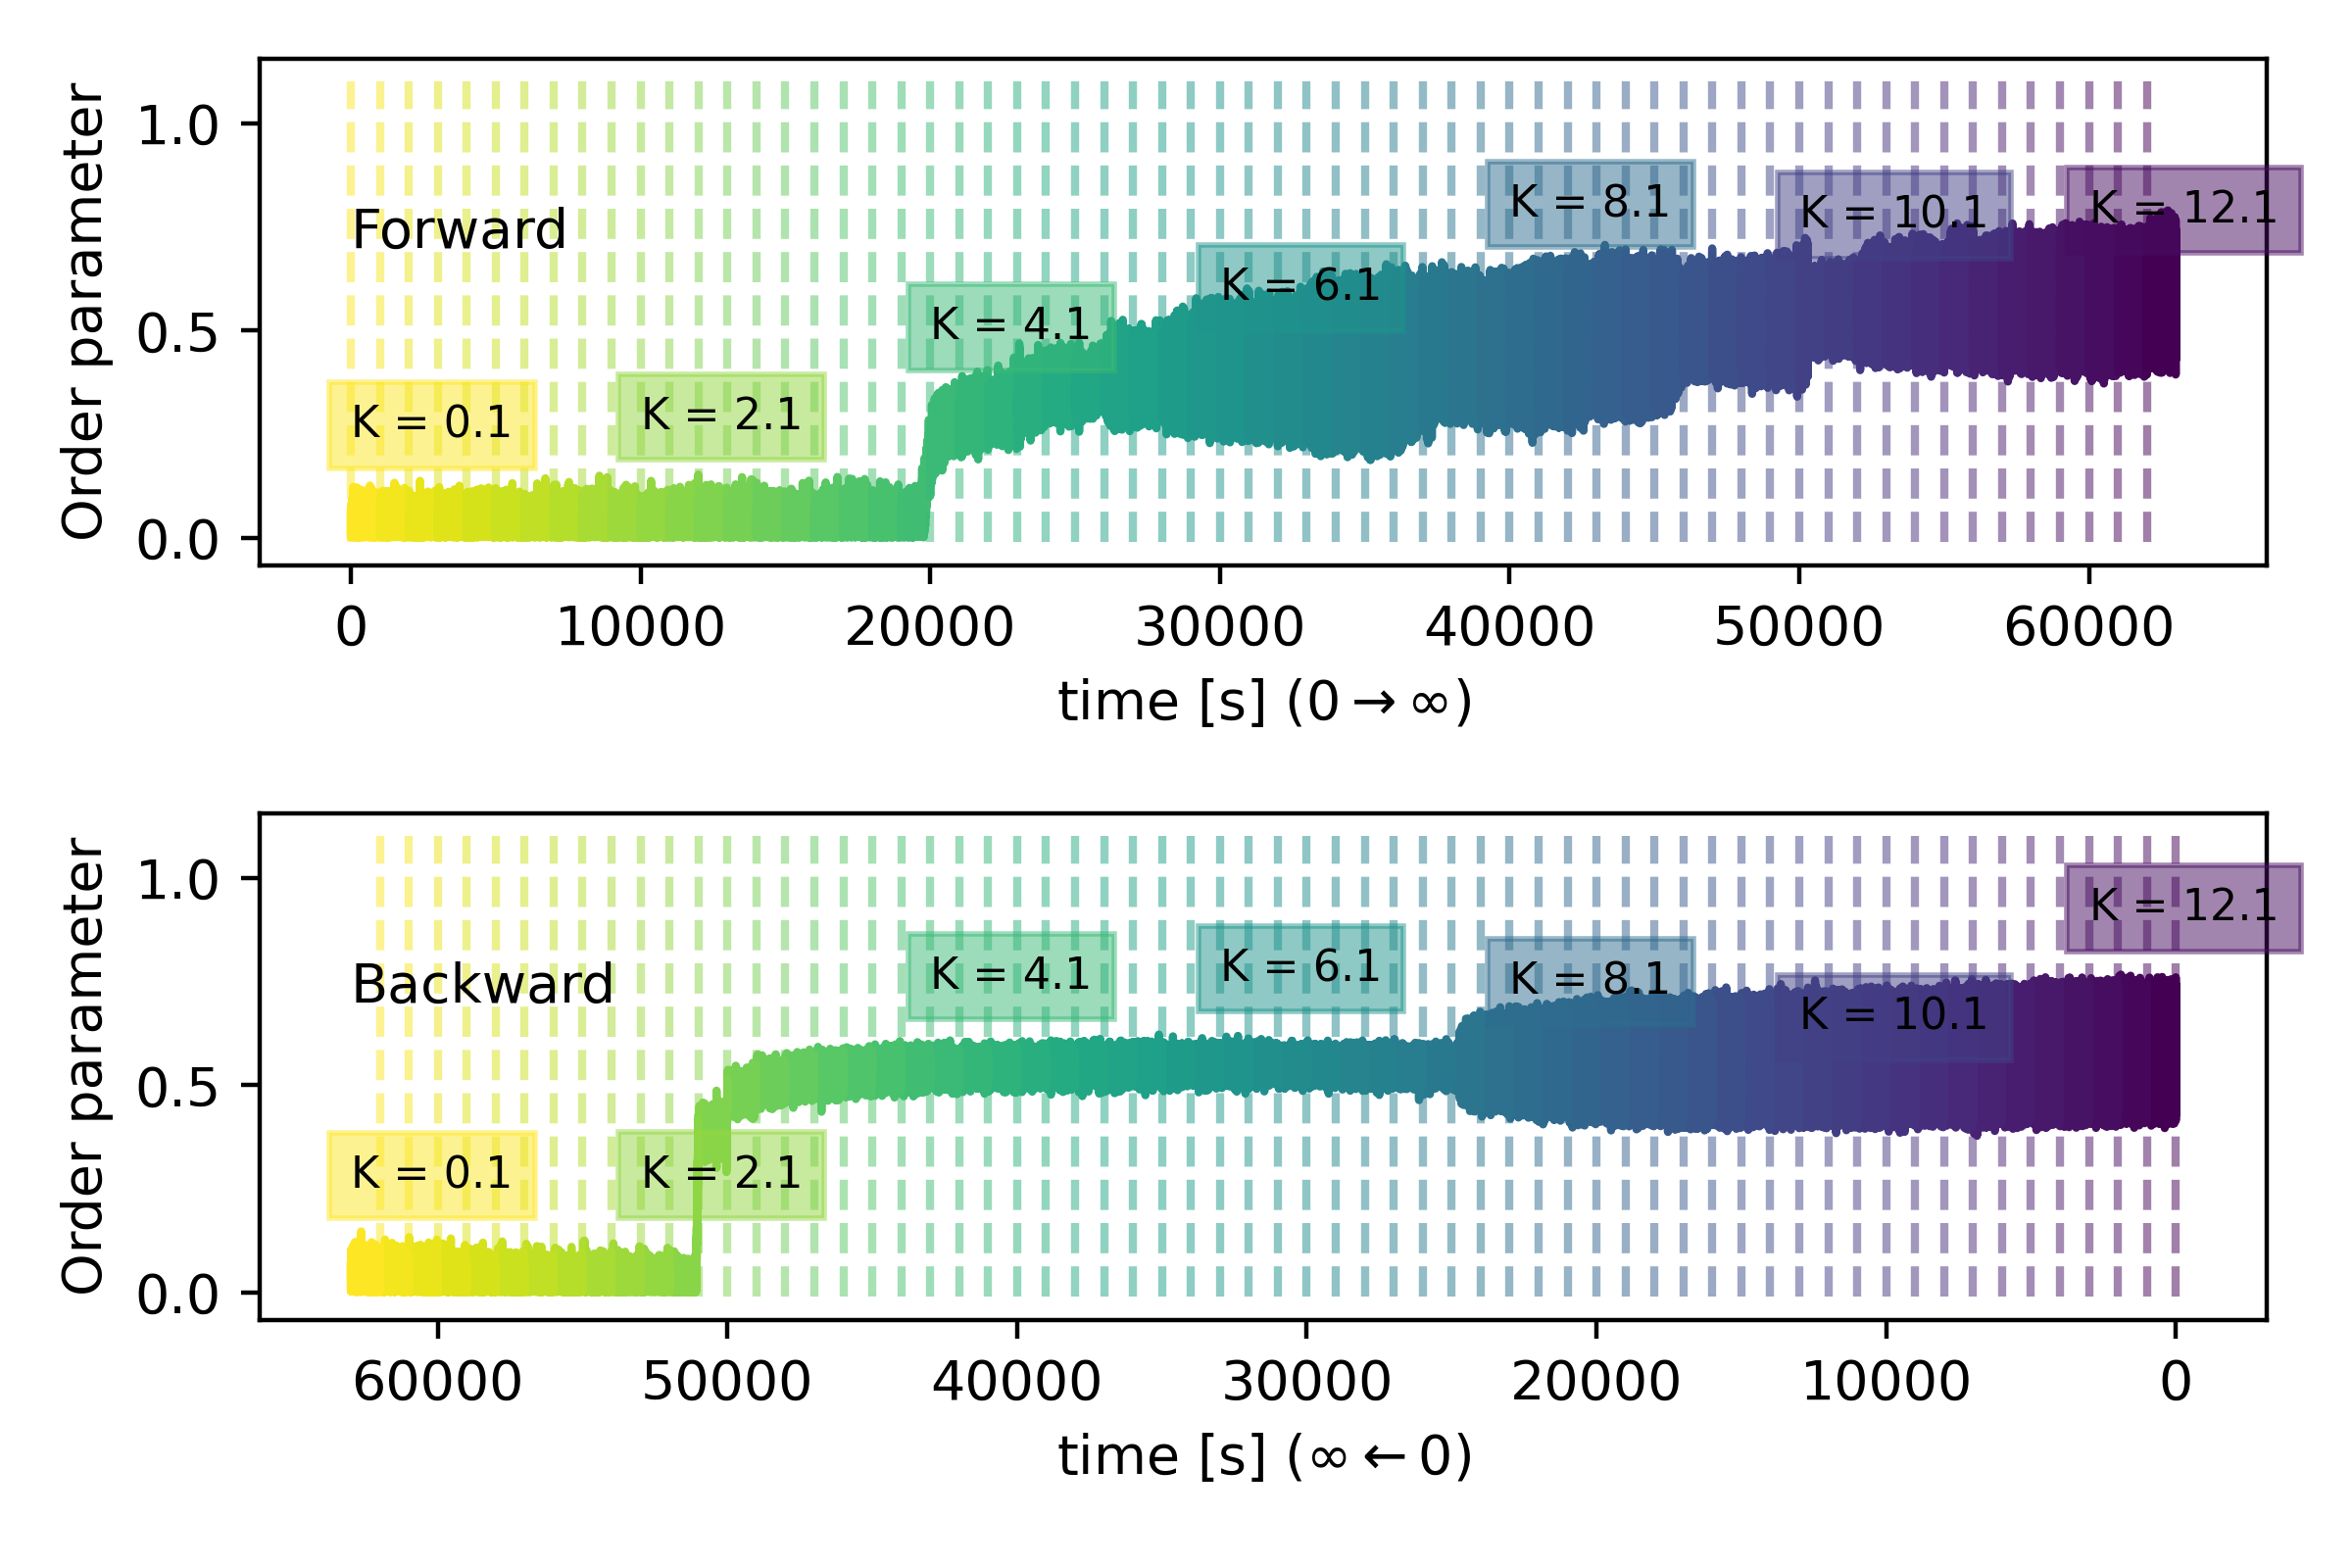 Order parameter
1.0
0.5
0.0
Forward
K = 0.1
K = 2.1
K = 4.1
K = 6.1
K = 8.1
K = 10.1
K = 12.1
0 10000 20000 30000 40000 50000 60000
time [s] (0→∞)
Order parameter
1.0
0.5
0.0
Backward
K = 0.1
K = 2.1
K = 4.1
K = 6.1
K = 8.1
K = 10.1
K = 12.1
60000 50000 40000 30000 20000 10000 0
time [s] (∞←0)